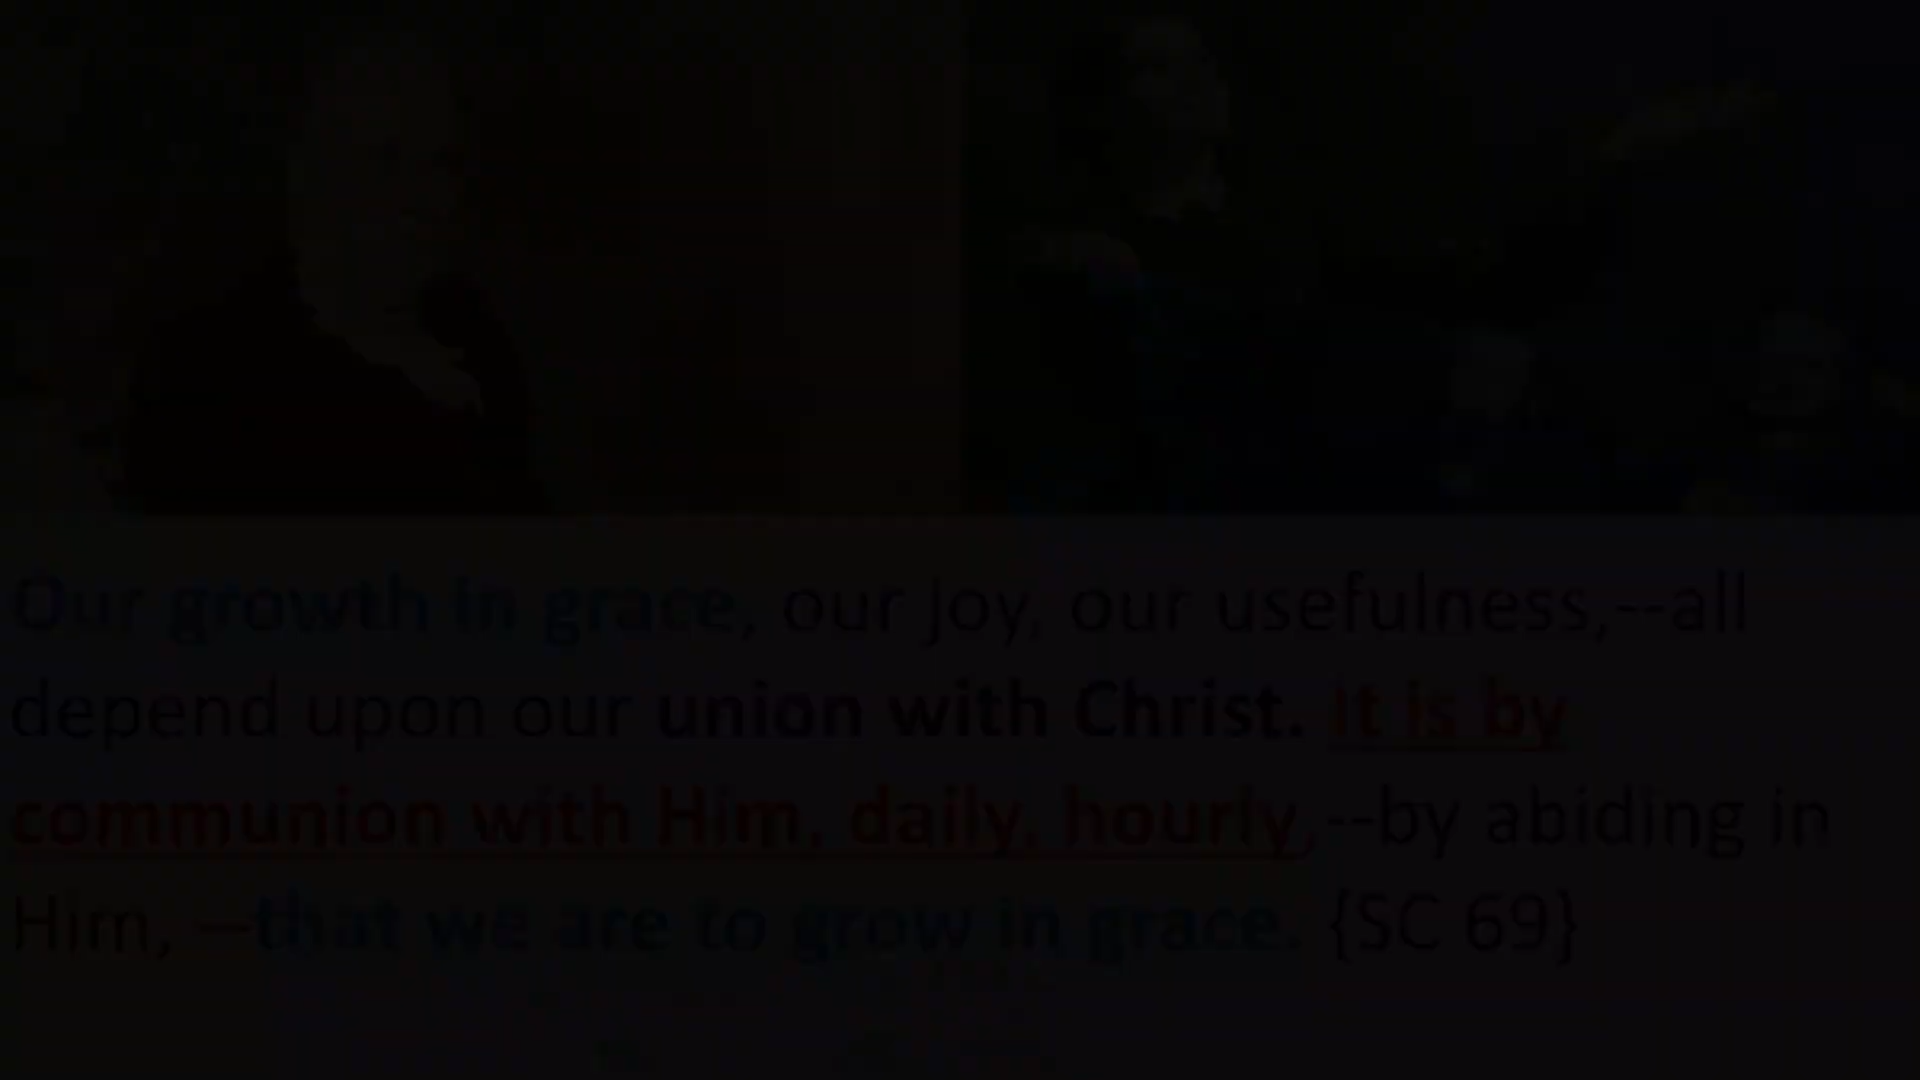 Our growth in grace, our joy, our usefulness,--all
depend upon our union with Christ. It is by
communion with Him, daily, hourly,--by abiding in
Him, —that we are to grow in grace. {SC 69}